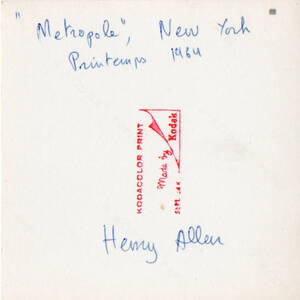 "Metropole", New York
Printemps 1964
KODACOLOR PRINT
Made by
Kodak
Henry Allen